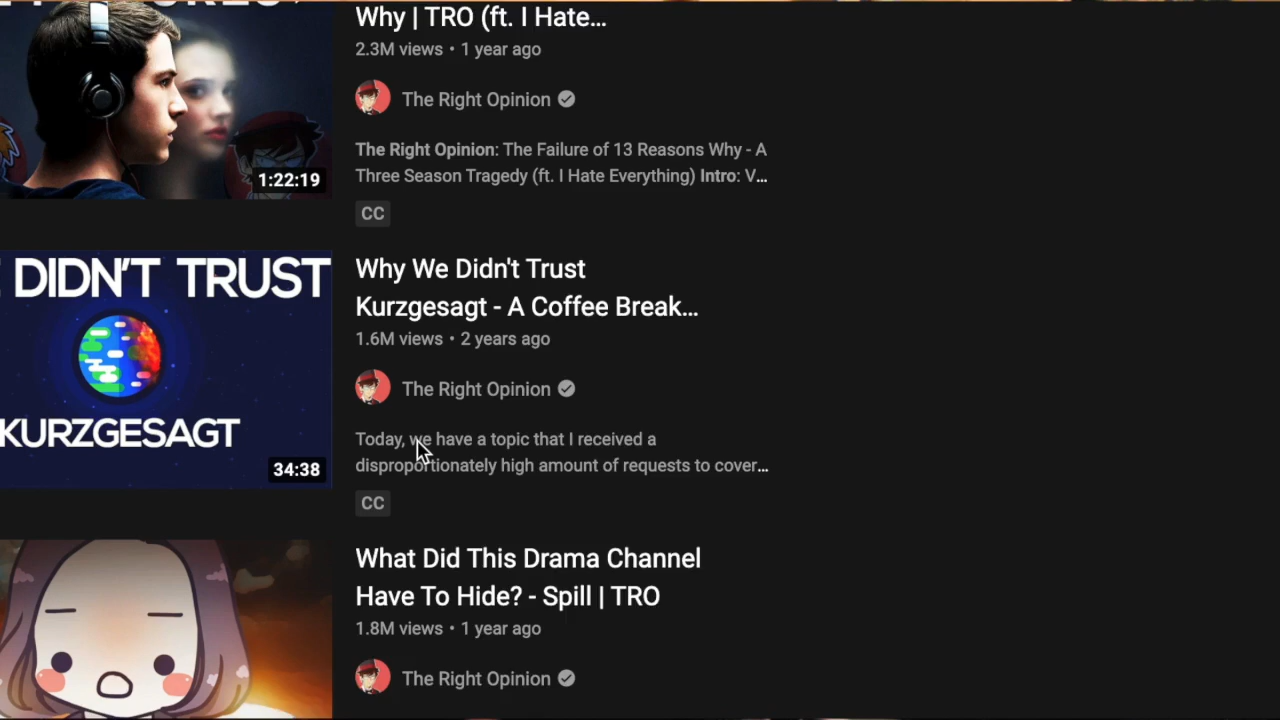 Why | TRO (ft. I Hate...
2.3M views • 1 year ago
The Right Opinion
The Right Opinion: The Failure of 13 Reasons Why - A
Three Season Tragedy (ft. I Hate Everything) Intro: V...
1:22:19
CC
DIDN'T TRUST
KURZGESAGT
34:38
Why We Didn't Trust
Kurzgesagt - A Coffee Break...
1.6M views • 2 years ago
The Right Opinion
Today, we have a topic that I received a
disproportionately high amount of requests to cover...
CC
What Did This Drama Channel
Have To Hide? - Spill | TRO
1.8M views • 1 year ago
The Right Opinion